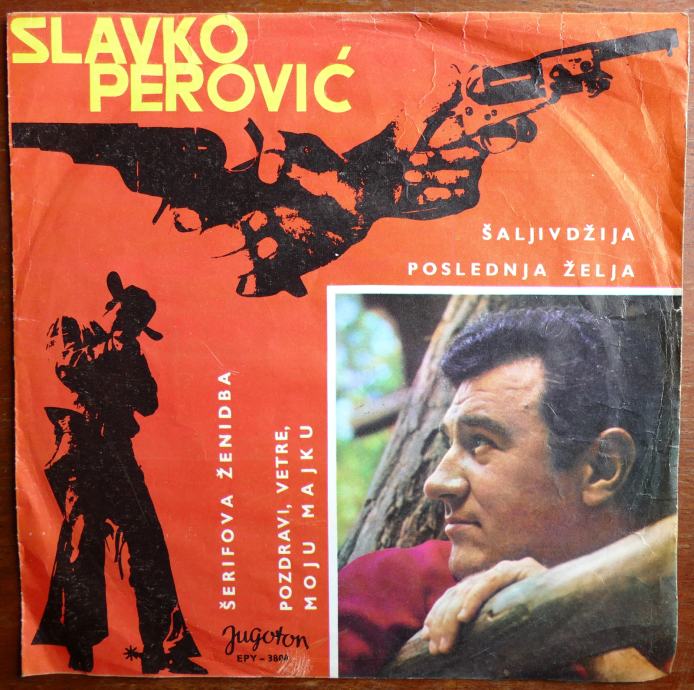 SLAVKO
PEROVIĆ
ŠALJIVDŽIJA
POSLEDNJA ŽELJA
ŠERIFOVA ŽENIDBA
POZDRAVI, VETRE,
MOJU MAJKU
Jugoton